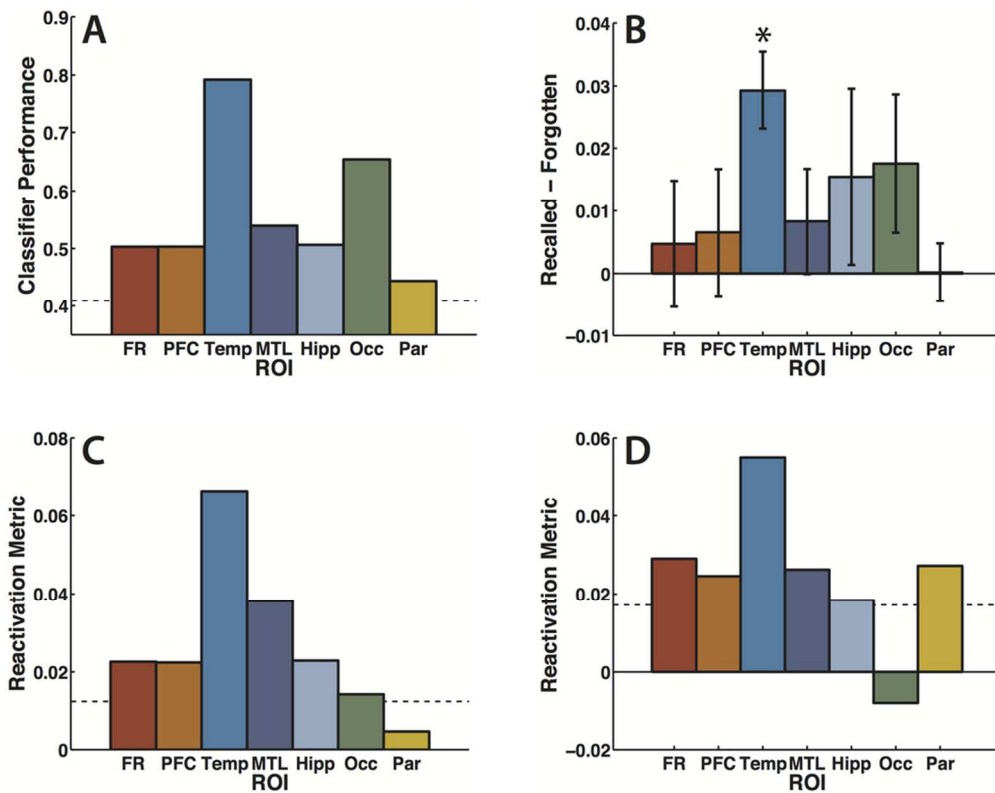 A
Classifier Performance
0.9
0.8
0.7
0.6
0.5
0.4
FR PFC Temp MTL Hipp Occ Par
ROI
B
*
Recalled – Forgotten
0.04
0.03
0.02
0.01
0
−0.01
FR PFC Temp MTL Hipp Occ Par
ROI
C
Reactivation Metric
0.08
0.06
0.04
0.02
0
FR PFC Temp MTL Hipp Occ Par
ROI
D
Reactivation Metric
0.06
0.04
0.02
0
−0.02
FR PFC Temp MTL Hipp Occ Par
ROI